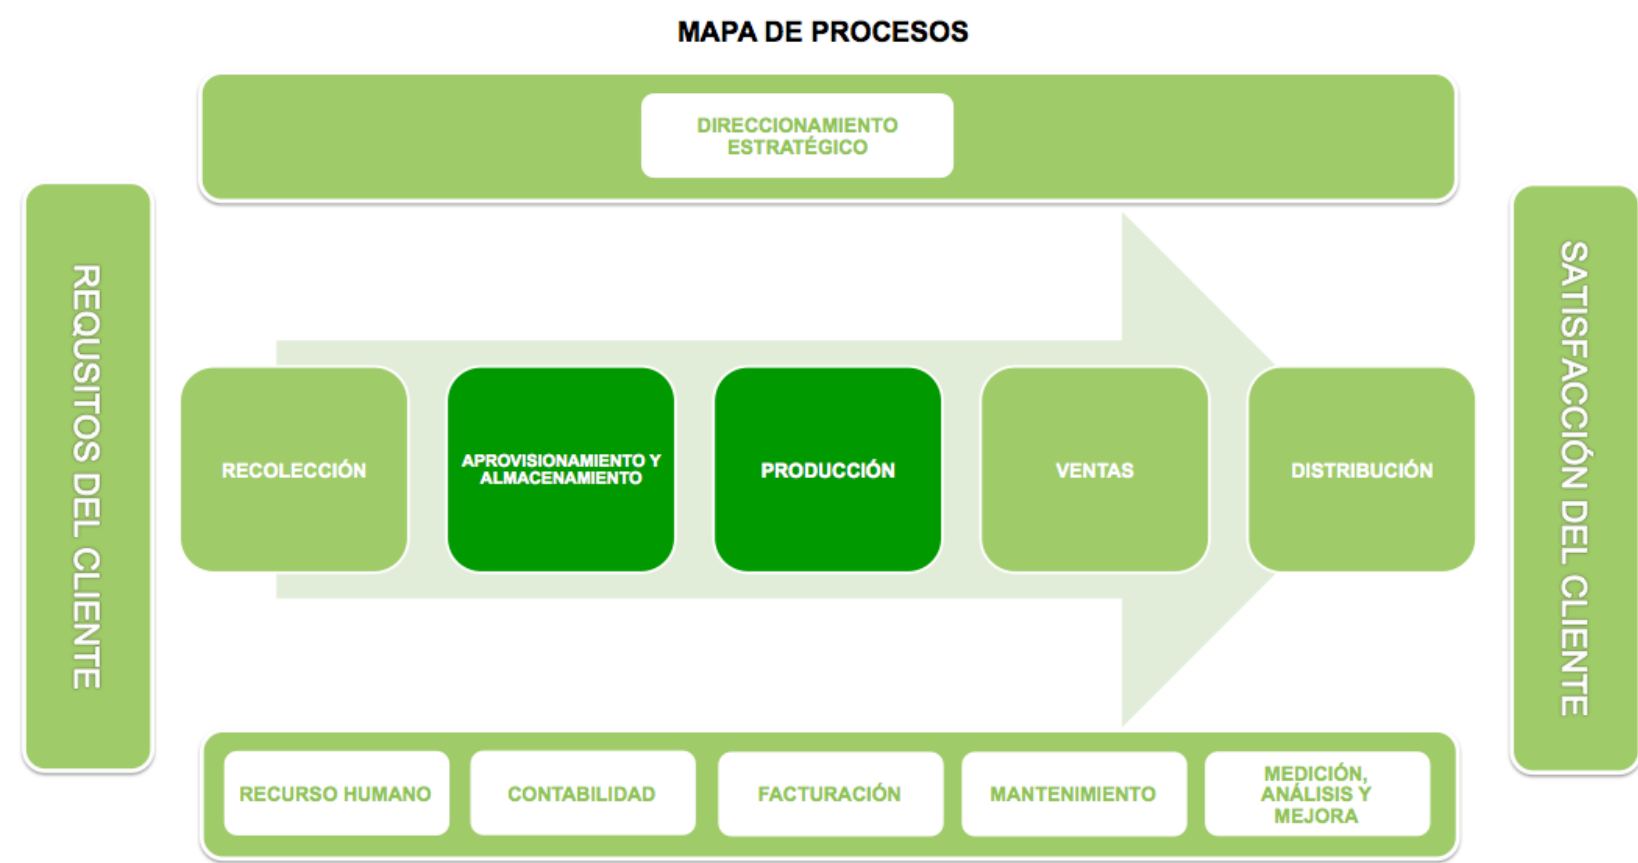 MAPA DE PROCESOS
DIRECCIONAMIENTO
ESTRATÉGICO
REQUSITOS DEL CLIENTE
RECOLECCIÓN
APROVISIONAMIENTO Y
ALMACENAMIENTO
PRODUCCIÓN
VENTAS
DISTRIBUCIÓN
SATISFACCIÓN DEL CLIENTE
RECURSO HUMANO
CONTABILIDAD
FACTURACIÓN
MANTENIMIENTO
MEDICIÓN,
ANÁLISIS Y
MEJORA